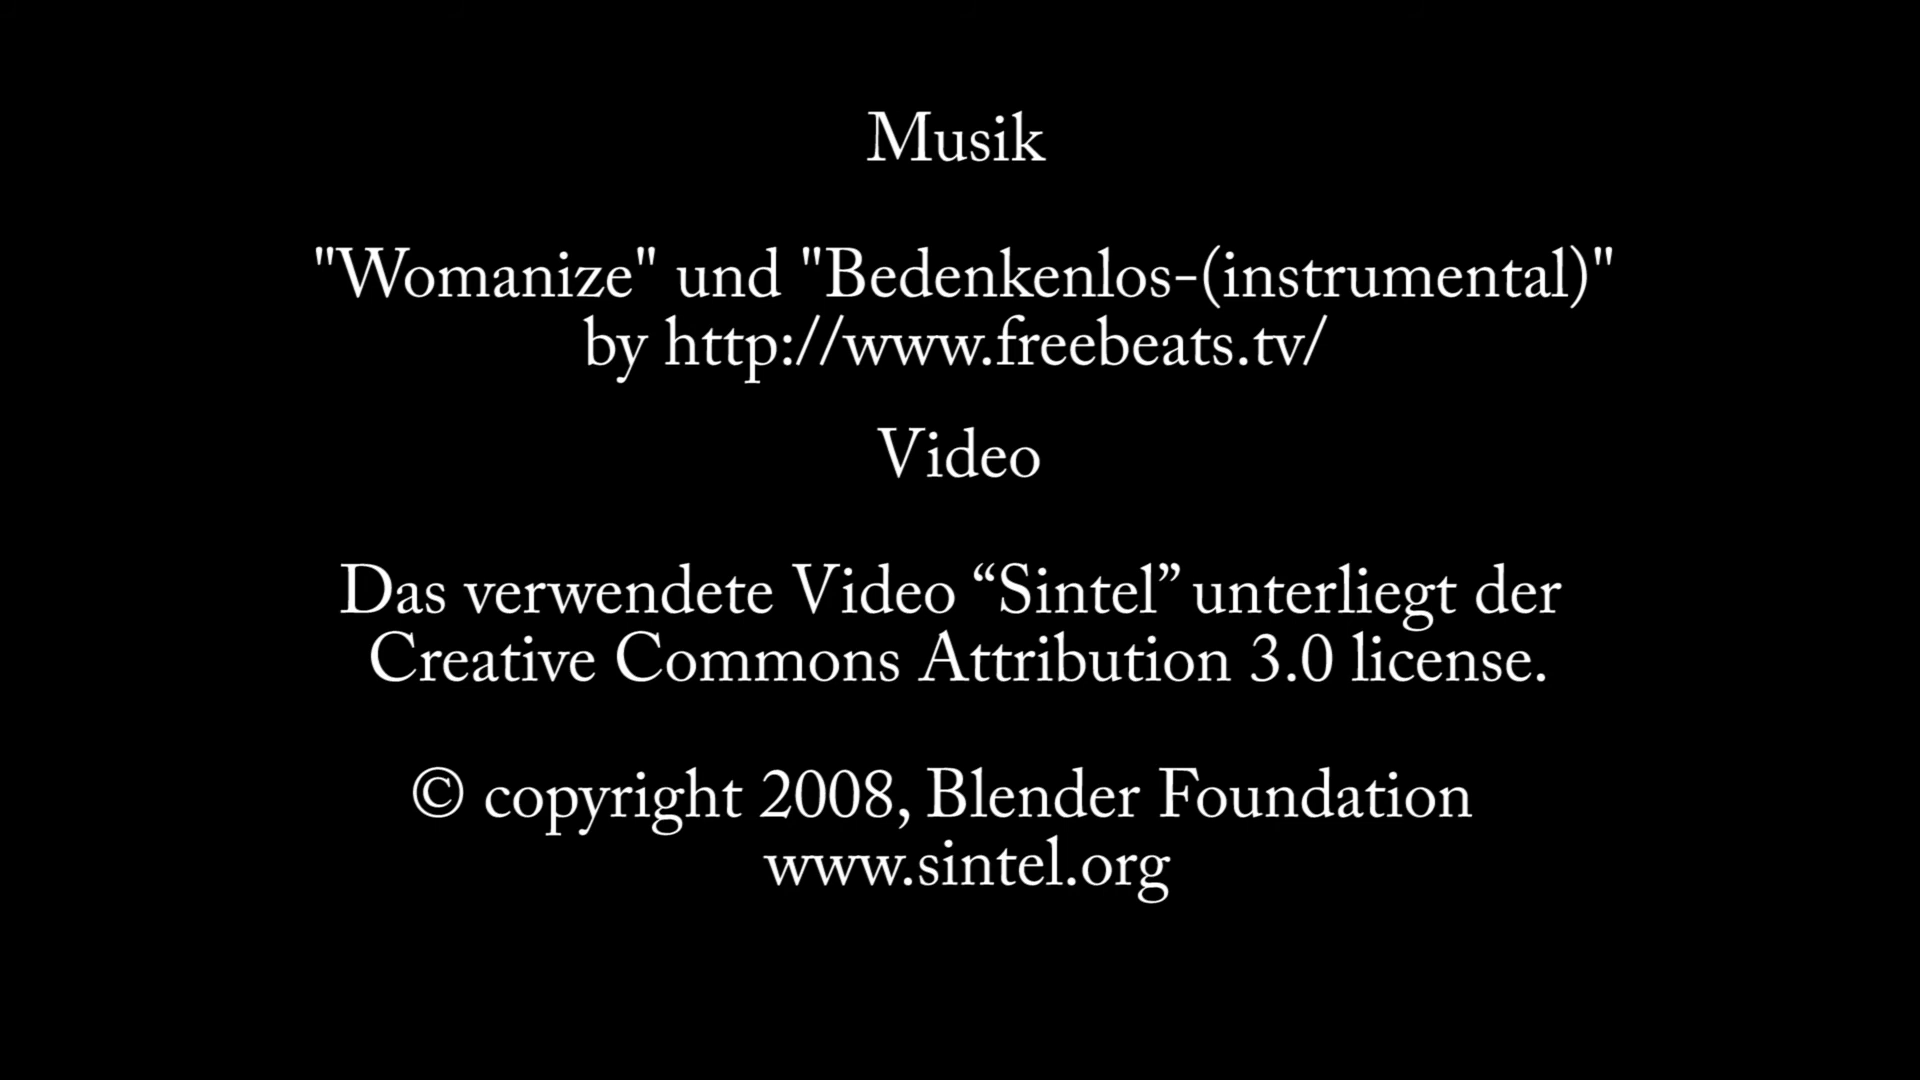 Musik
"Womanize" und "Bedenkenlos-(instrumental)"
by http://www.freebeats.tv/
Video
Das verwendete Video “Sintel” unterliegt der
Creative Commons Attribution 3.0 license.
© copyright 2008, Blender Foundation
www.sintel.org